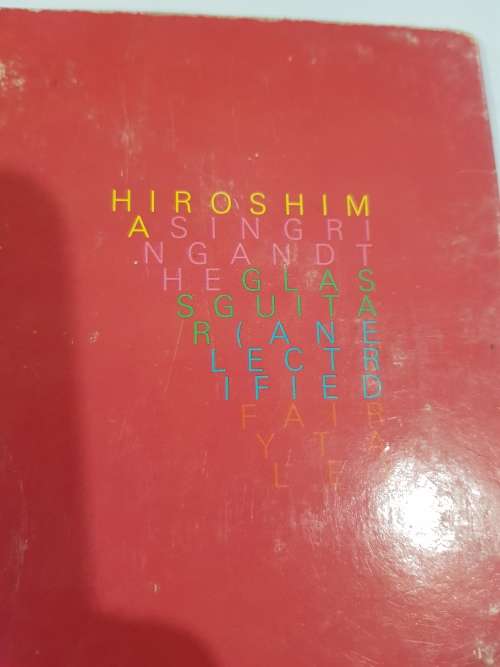 HIROSHIM
ASINGRI
NGANDT
HEGLAS
SGUITA
R(ANE
LECTR
IFIED
FAIR
YTA
LE)